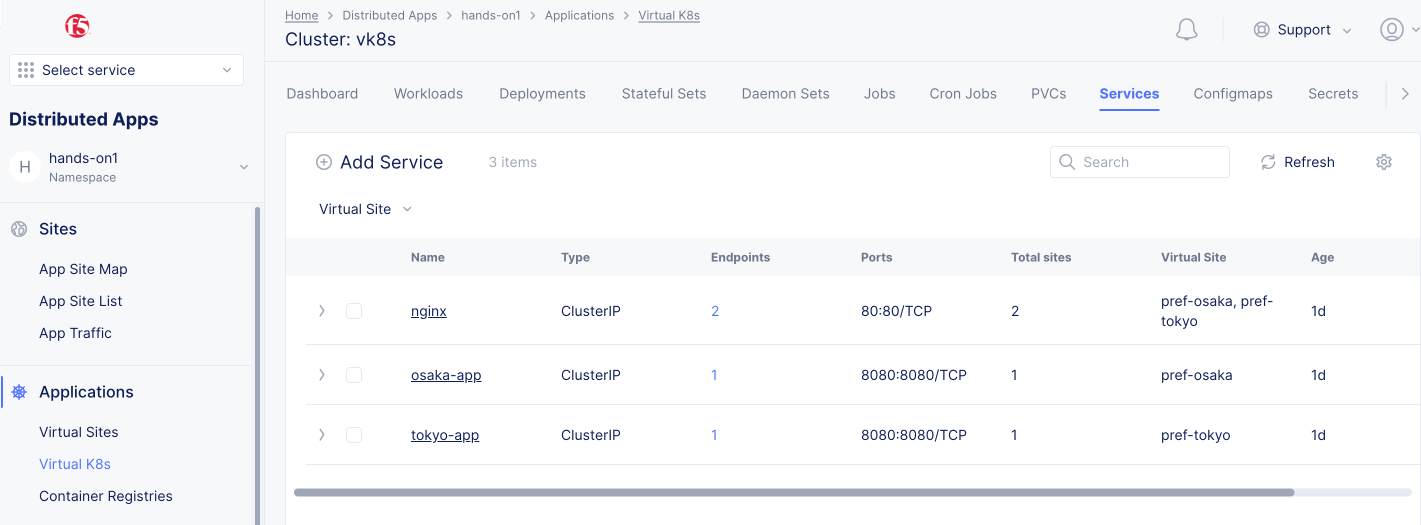 f5
Home > Distributed Apps > hands-on1 > Applications > Virtual K8s
Cluster: vk8s
Support
Select service
Distributed Apps
H
hands-on1
Namespace
Sites
App Site Map
App Site List
App Traffic
Applications
Virtual Sites
Virtual K8s
Container Registries
Dashboard Workloads Deployments Stateful Sets Daemon Sets Jobs Cron Jobs PVCs Services Configmaps Secrets
Add Service 3 items Search Refresh
Virtual Site
Name Type Endpoints Ports Total sites Virtual Site Age
nginx ClusterIP 2 80:80/TCP 2 pref-osaka, pref-
tokyo 1d
osaka-app ClusterIP 1 8080:8080/TCP 1 pref-osaka 1d
tokyo-app ClusterIP 1 8080:8080/TCP 1 pref-tokyo 1d